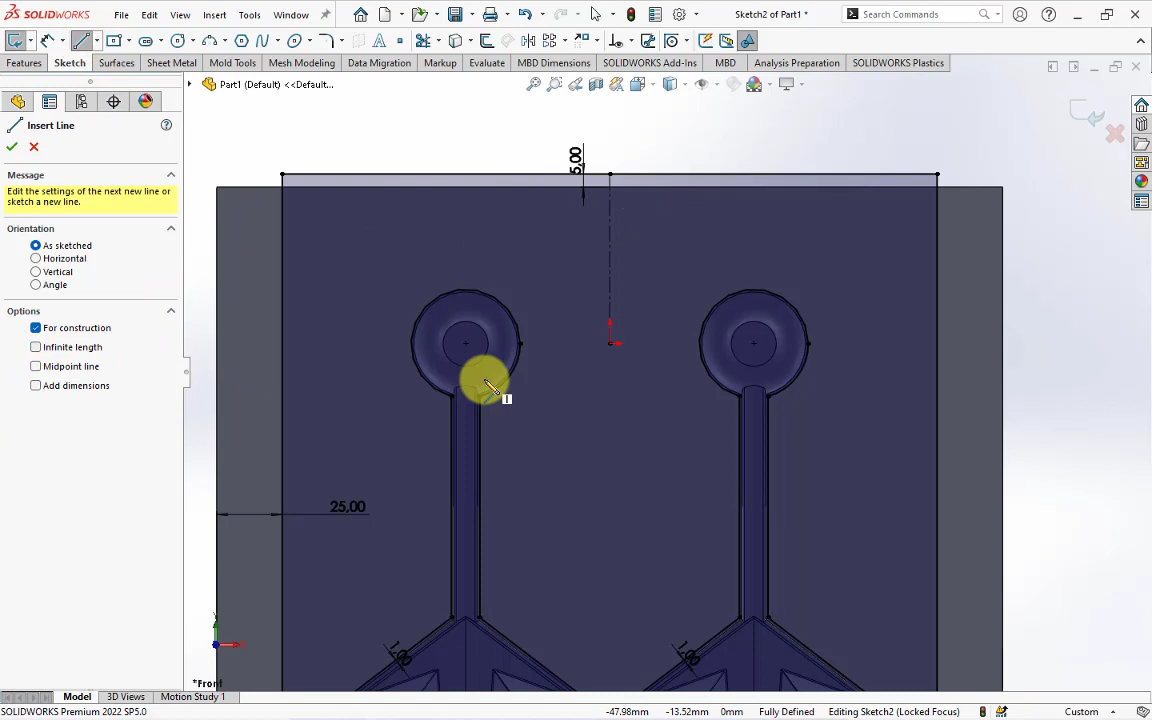 SOLIDWORKS File Edit View Insert Tools Window Sketch2 of Part1 * Search Commands
Features Sketch Surfaces Sheet Metal Mold Tools Mesh Modeling Data Migration Markup Evaluate MBD Dimensions SOLIDWORKS Add-Ins MBD Analysis Preparation SOLIDWORKS Plastics
Part1 (Default) <<Default...
Insert Line
Message
Edit the settings of the next new line or
sketch a new line.
Orientation
As sketched
Horizontal
Vertical
Angle
Options
For construction
Infinite length
Midpoint line
Add dimensions
5,00
25,00
1,00
1,00
Y
X
*Front
Model 3D Views Motion Study 1
SOLIDWORKS Premium 2022 SP5.0 -47.98mm -13.52mm 0mm Fully Defined Editing Sketch2 (Locked Focus) Custom